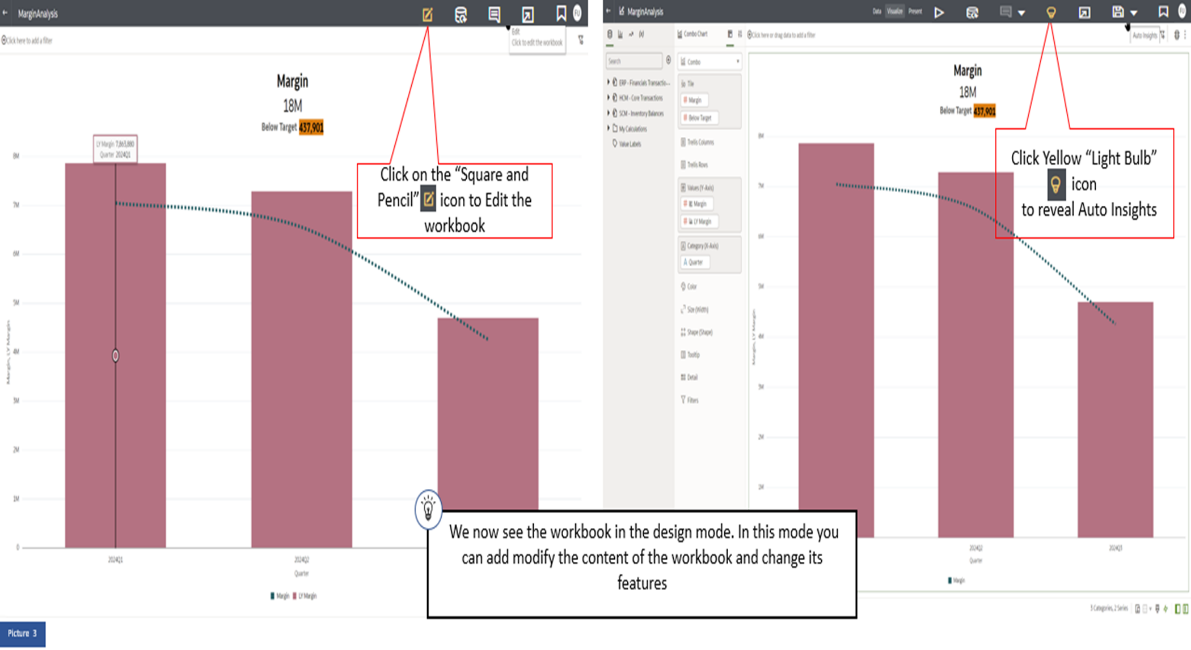 MarginAnalysis
Edit
Click to edit the workbook
Click here to add a filter
Margin
18M
Below Target 437,901
LY Margin 7,865,880
Quarter 2024Q1
8M
7M
6M
5M
4M
3M
2M
1M
0
Margin, LY Margin
2024Q1
2024Q2
Quarter
Margin
LY Margin
Click on the “Square and
Pencil” icon to Edit the
workbook
MarginAnalysis
Data
Visualize
Present
Auto Insights
Search
ERP - Financials Transactio...
HCM - Core Transactions
SCM - Inventory Balances
My Calculations
Value Labels
Combo Chart
Combo
Tile
Margin
Below Target
Trellis Columns
Trellis Rows
Values (Y-Axis)
Margin
LY Margin
Category (X-Axis)
Quarter
Color
Size (Width)
Shape (Shape)
Tooltip
Detail
Filters
Click here or drag data to add a filter
Margin
18M
Below Target 437,901
8M
7M
6M
5M
4M
3M
2M
1M
Margin, LY Margin
2024Q2
2024Q3
Quarter
Margin
Click Yellow “Light Bulb”
icon
to reveal Auto Insights
3 Categories, 2 Series
We now see the workbook in the design mode. In this mode you
can add modify the content of the workbook and change its
features
Picture 3